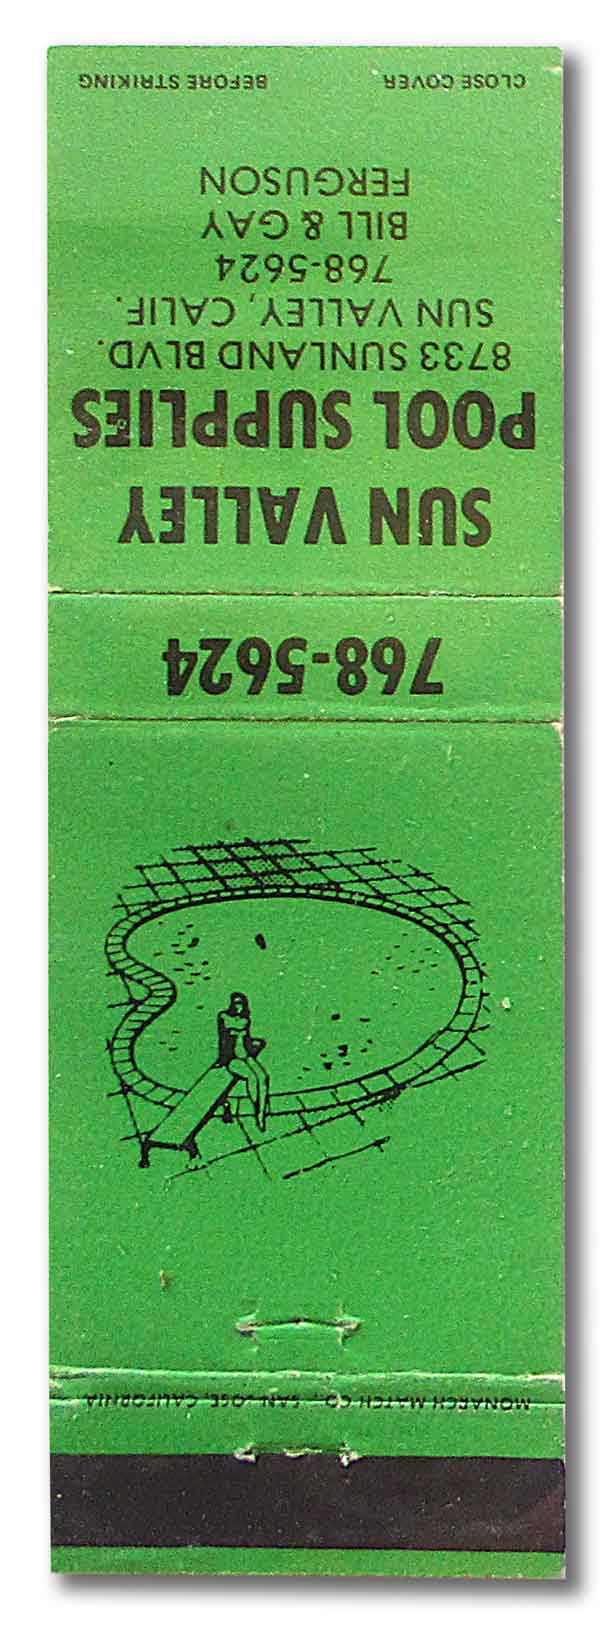 MONARCH MATCH CO., SAN JOSE, CALIFORNIA
768-5624
SUN VALLEY
POOL SUPPLIES
8733 SUNLAND BLVD.
SUN VALLEY, CALIF.
768-5624
BILL & GAY
FERGUSON
CLOSE COVER BEFORE STRIKING